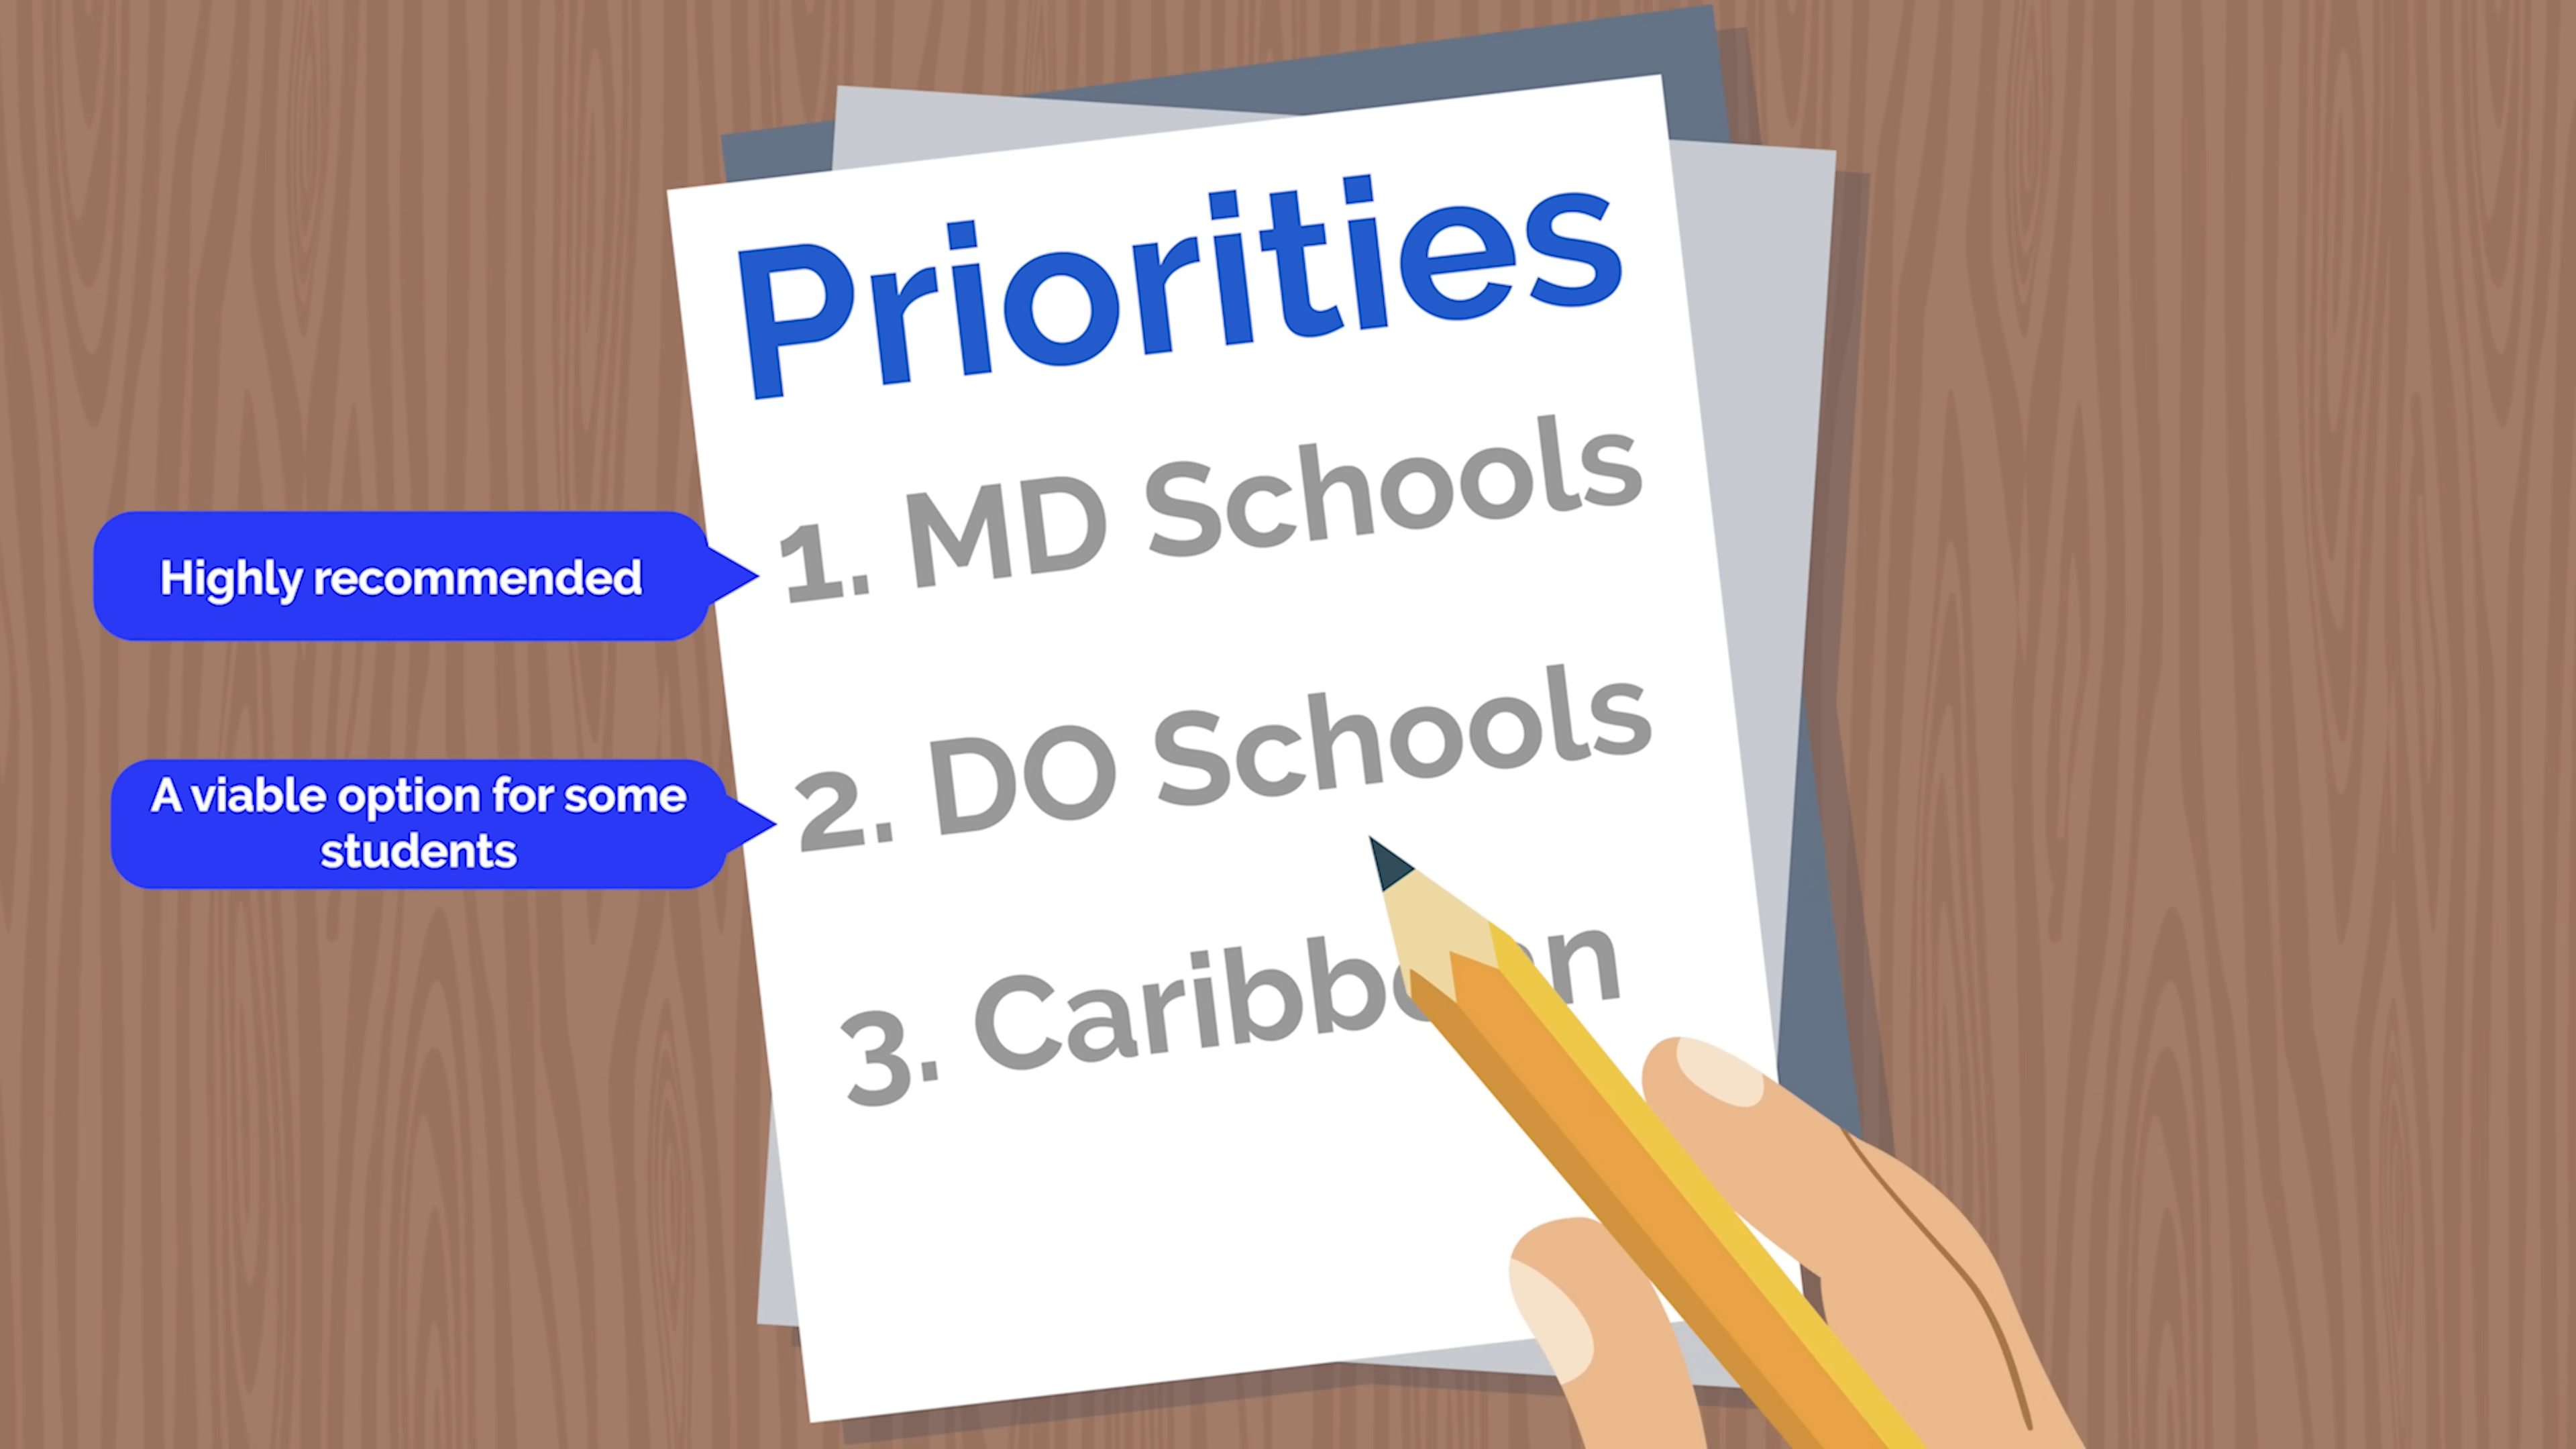 Priorities
1. MD Schools
Highly recommended
2. DO Schools
A viable option for some
students
3.